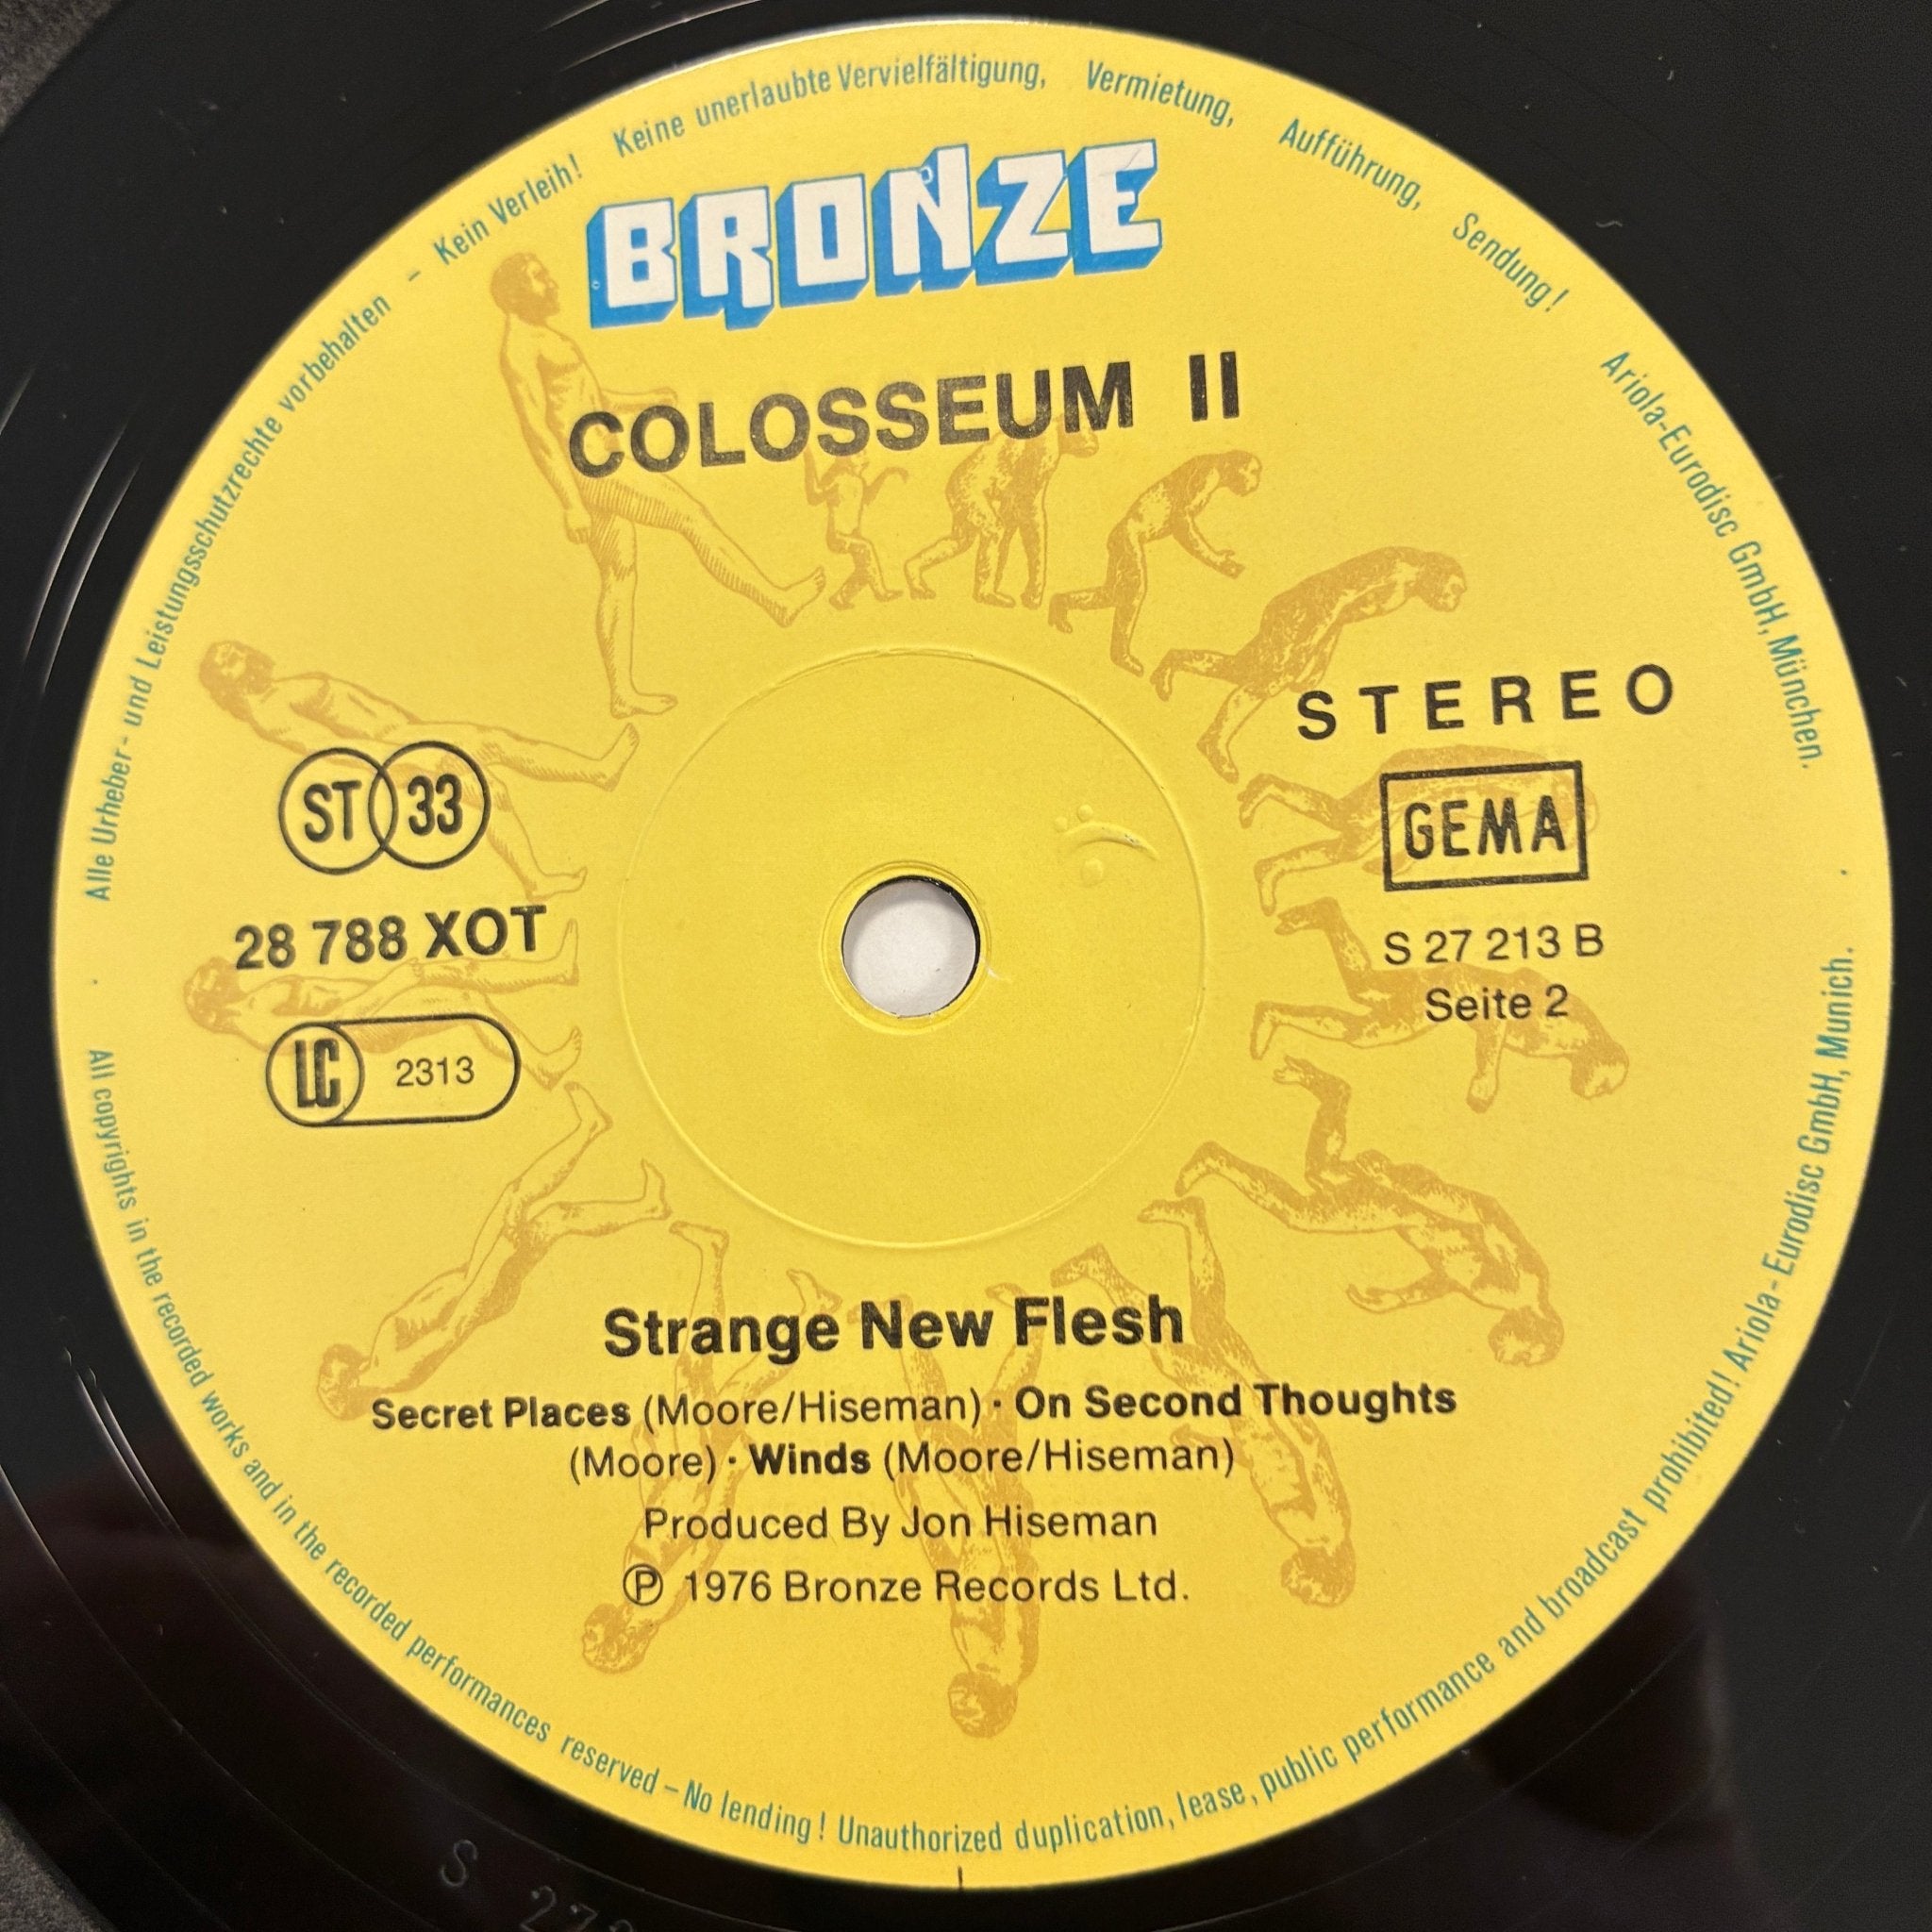 Alle Urheber- und Leistungsschutzrechte vorbehalten – Kein Verleih! Keine unerlaubte Vervielfältigung, Vermietung, Aufführung, Sendung! Ariola-Eurodisc GmbH, München.
BRONZE
COLOSSEUM II
STEREO
ST 33
GEMA
28 788 XOT
S 27 213 B
Seite 2
LC 2313
Strange New Flesh
Secret Places (Moore/Hiseman) · On Second Thoughts
(Moore) · Winds (Moore/Hiseman)
Produced By Jon Hiseman
Ⓟ 1976 Bronze Records Ltd.
All copyrights in the recorded works and in the recorded performances reserved – No lending! Unauthorized duplication, lease, public performance and broadcast prohibited! Ariola-Eurodisc GmbH, Munich.